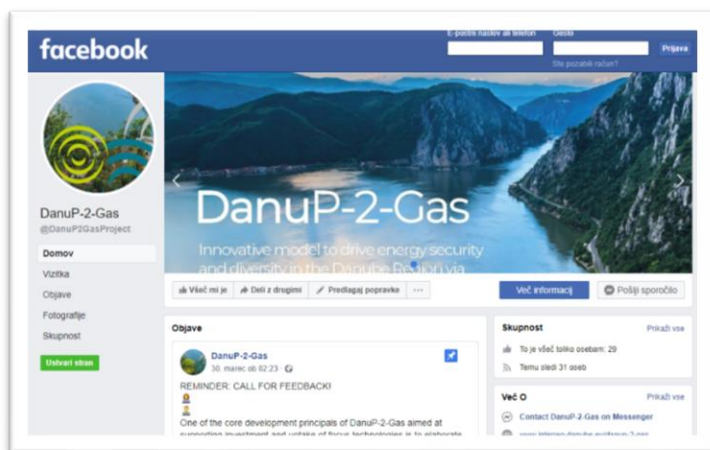 facebook
E-poštni naslov ali telefon
Geslo
Prijava
Ste pozabili račun?
DanuP-2-Gas
Innovative model to drive energy security
and diversity in the Danube Region via
DanuP-2-Gas
@DanuP2GasProject
Domov
Vizitka
Objave
Fotografije
Skupnost
Ustvari stran
Všeč mi je
Deli z drugimi
Predlagaj popravke
Več informacij
Pošlji sporočilo
Objave
DanuP-2-Gas
30. marec ob 02:23
REMINDER: CALL FOR FEEDBACK!
One of the core development principals of DanuP-2-Gas aimed at
supporting investment and uptake of focus technologies is to elaborate
Skupnost
Prikaži vse
To je všeč toliko osebam: 29
Temu sledi 31 oseb
Več O
Prikaži vse
Contact DanuP-2-Gas on Messenger